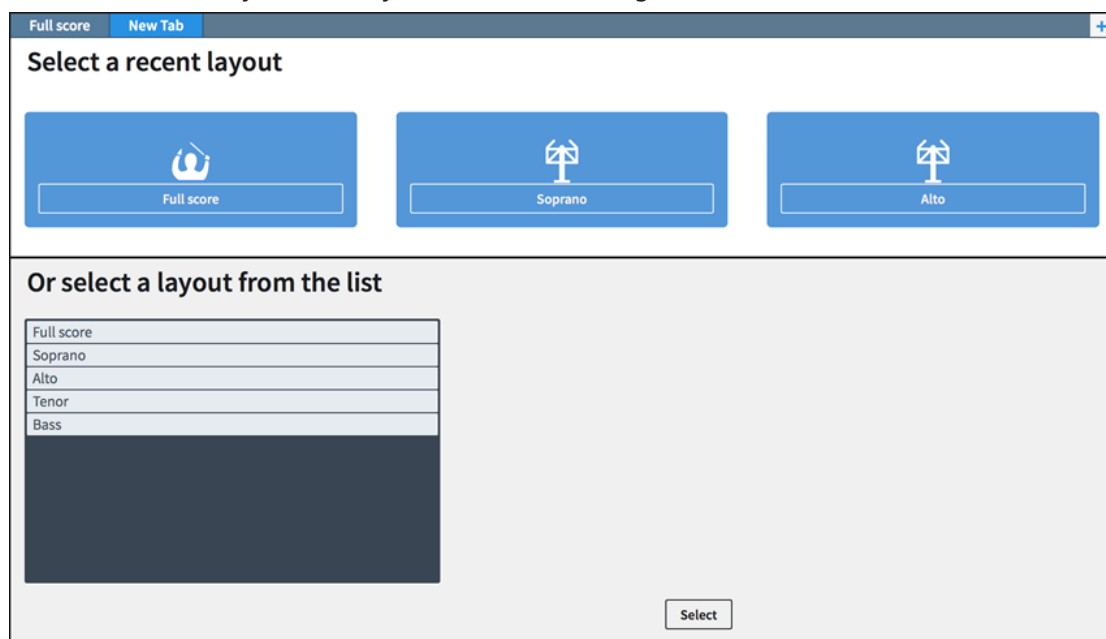 Full score New Tab +
Select a recent layout
Full score Soprano Alto
Or select a layout from the list
Full score
Soprano
Alto
Tenor
Bass
Select